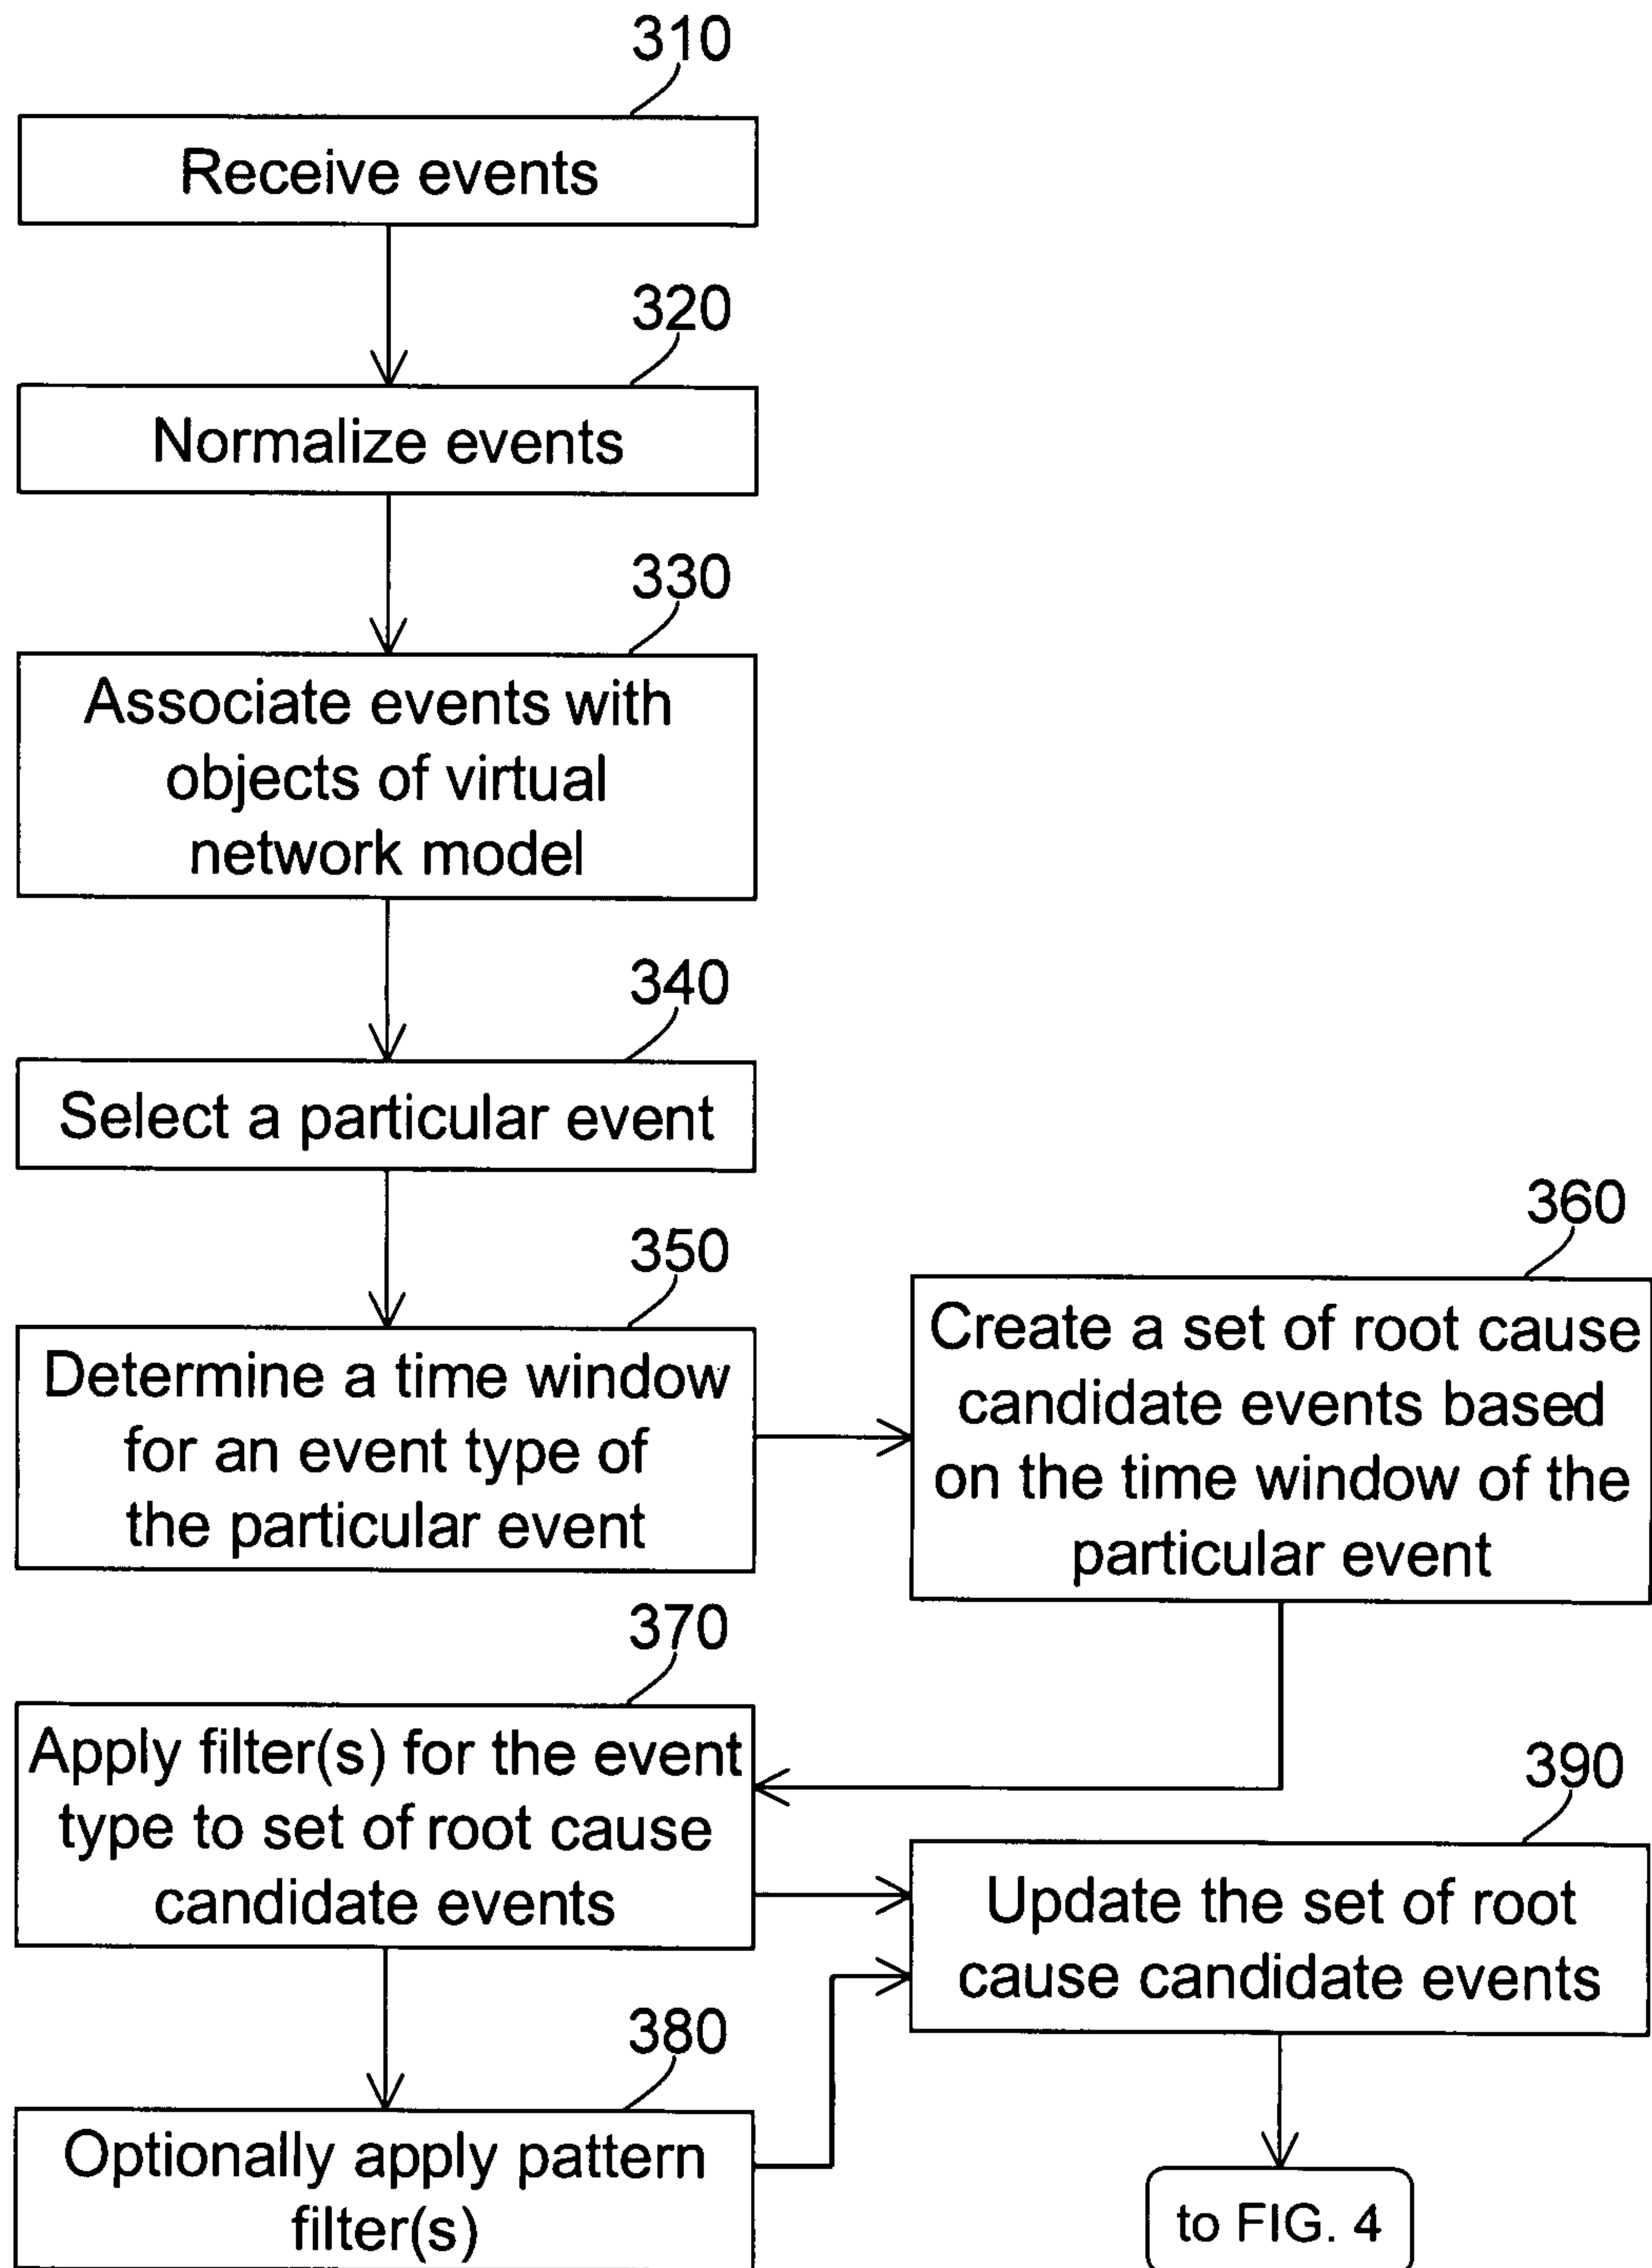 310
Receive events
320
Normalize events
330
Associate events with
objects of virtual
network model
340
Select a particular event
350
Determine a time window
for an event type of
the particular event
360
Create a set of root cause
candidate events based
on the time window of the
particular event
370
Apply filter(s) for the event
type to set of root cause
candidate events
380
Optionally apply pattern
filter(s)
390
Update the set of root
cause candidate events
to FIG. 4